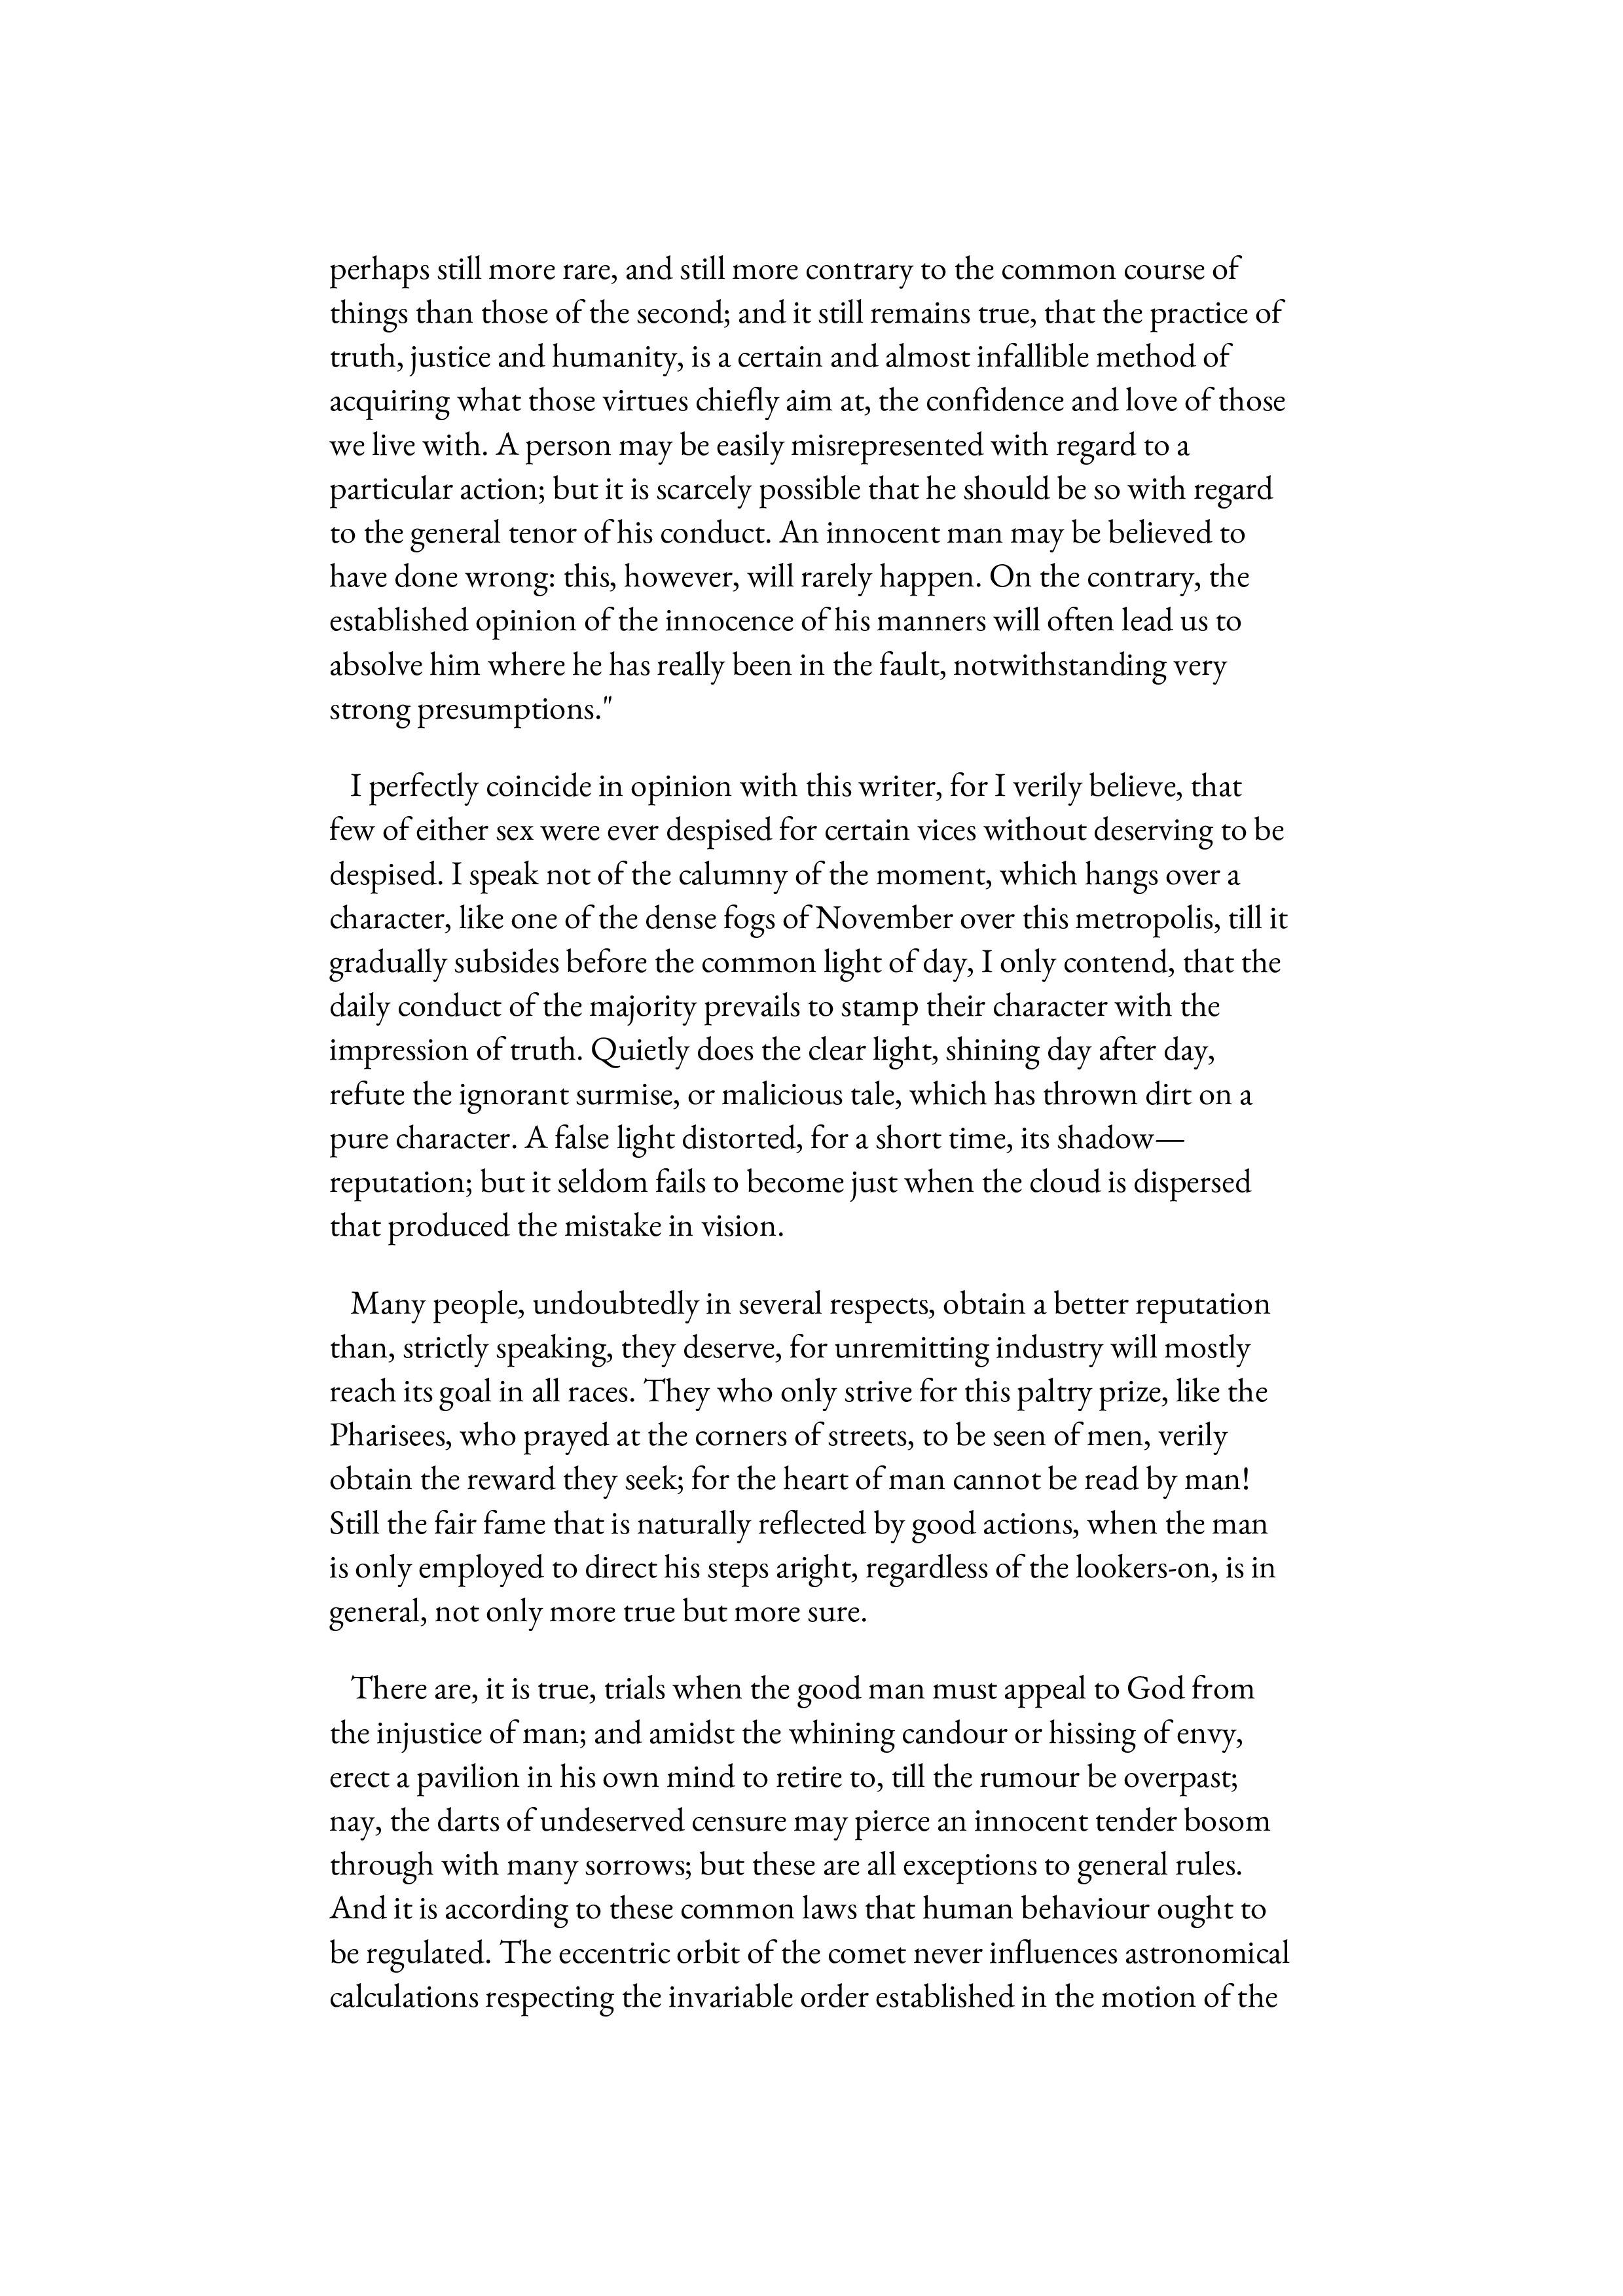 perhaps still more rare, and still more contrary to the common course of
things than those of the second; and it still remains true, that the practice of
truth, justice and humanity, is a certain and almost infallible method of
acquiring what those virtues chiefly aim at, the confidence and love of those
we live with. A person may be easily misrepresented with regard to a
particular action; but it is scarcely possible that he should be so with regard
to the general tenor of his conduct. An innocent man may be believed to
have done wrong: this, however, will rarely happen. On the contrary, the
established opinion of the innocence of his manners will often lead us to
absolve him where he has really been in the fault, notwithstanding very
strong presumptions."
I perfectly coincide in opinion with this writer, for I verily believe, that
few of either sex were ever despised for certain vices without deserving to be
despised. I speak not of the calumny of the moment, which hangs over a
character, like one of the dense fogs of November over this metropolis, till it
gradually subsides before the common light of day, I only contend, that the
daily conduct of the majority prevails to stamp their character with the
impression of truth. Quietly does the clear light, shining day after day,
refute the ignorant surmise, or malicious tale, which has thrown dirt on a
pure character. A false light distorted, for a short time, its shadow—
reputation; but it seldom fails to become just when the cloud is dispersed
that produced the mistake in vision.
Many people, undoubtedly in several respects, obtain a better reputation
than, strictly speaking, they deserve, for unremitting industry will mostly
reach its goal in all races. They who only strive for this paltry prize, like the
Pharisees, who prayed at the corners of streets, to be seen of men, verily
obtain the reward they seek; for the heart of man cannot be read by man!
Still the fair fame that is naturally reflected by good actions, when the man
is only employed to direct his steps aright, regardless of the lookers-on, is in
general, not only more true but more sure.
There are, it is true, trials when the good man must appeal to God from
the injustice of man; and amidst the whining candour or hissing of envy,
erect a pavilion in his own mind to retire to, till the rumour be overpast;
nay, the darts of undeserved censure may pierce an innocent tender bosom
through with many sorrows; but these are all exceptions to general rules.
And it is according to these common laws that human behaviour ought to
be regulated. The eccentric orbit of the comet never influences astronomical
calculations respecting the invariable order established in the motion of the